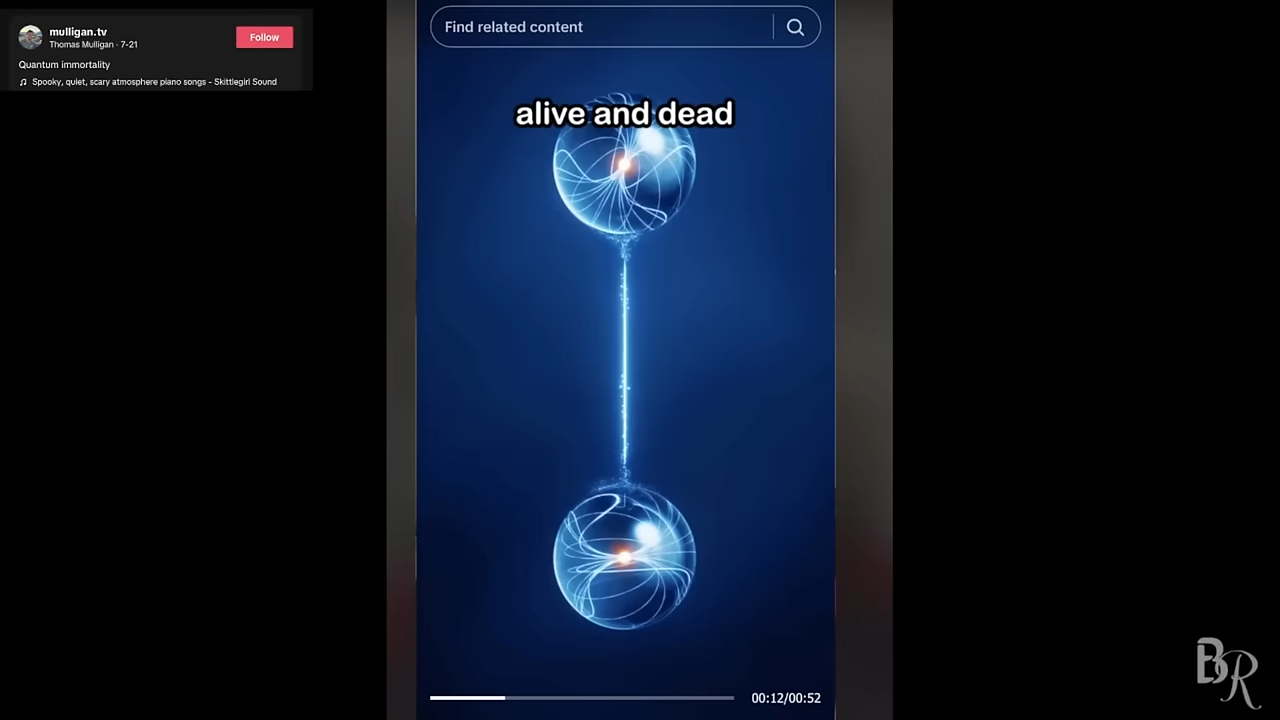 mulligan.tv
Thomas Mulligan · 7-21
Follow
Quantum immortality
♫ Spooky, quiet, scary atmosphere piano songs - Skittlegirl Sound
Find related content
alive and dead
00:12/00:52
BR